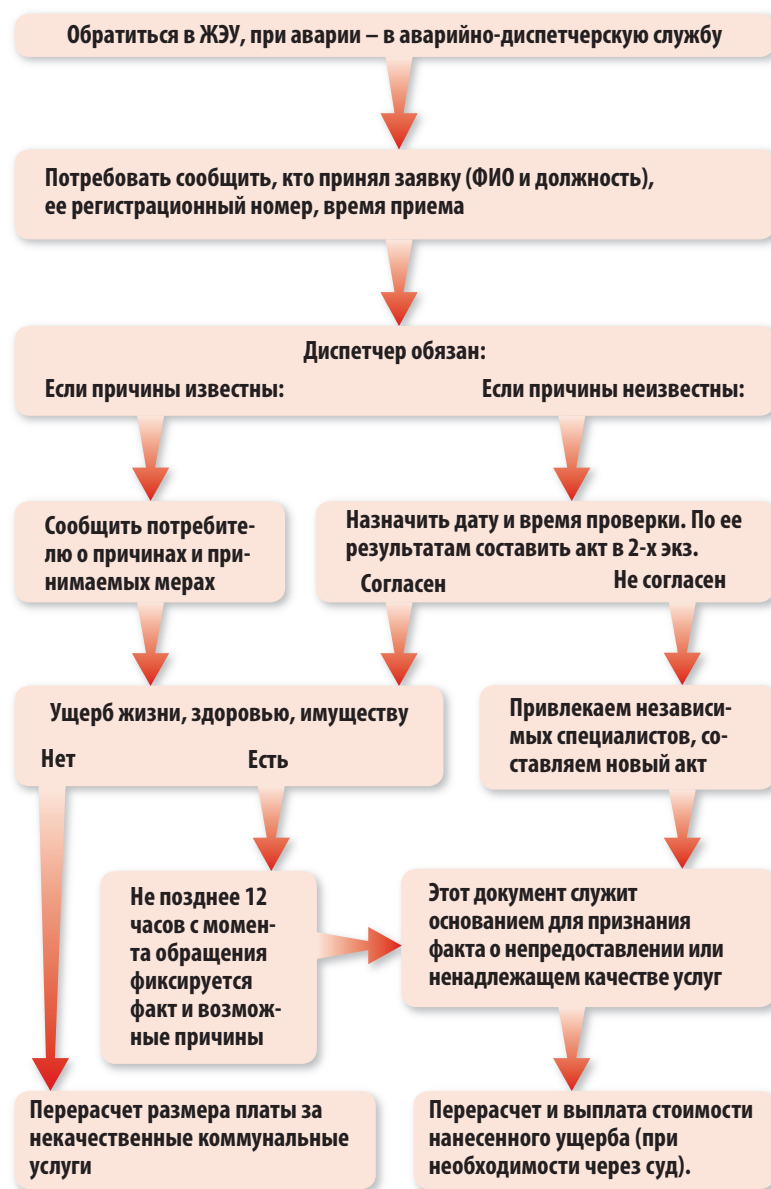 Обратиться в ЖЭУ, при аварии – в аварийно-диспетчерскую службу
Потребовать сообщить, кто принял заявку (ФИО и должность),
ее регистрационный номер, время приема
Диспетчер обязан:
Если причины известны:
Если причины неизвестны:
Сообщить потребите-
лю о причинах и при-
нимаемых мерах
Назначить дату и время проверки. По ее
результатам составить акт в 2-х экз.
Согласен
Не согласен
Ущерб жизни, здоровью, имуществу
Нет
Есть
Привлекаем независи-
мых специалистов, со-
ставляем новый акт
Не позднее 12
часов с момен-
та обращения
фиксируется
факт и возмож-
ные причины
Этот документ служит
основанием для признания
факта о непредоставлении или
ненадлежащем качестве услуг
Перерасчет размера платы за
некачественные коммунальные
услуги
Перерасчет и выплата стоимости
нанесенного ущерба (при
необходимости через суд).